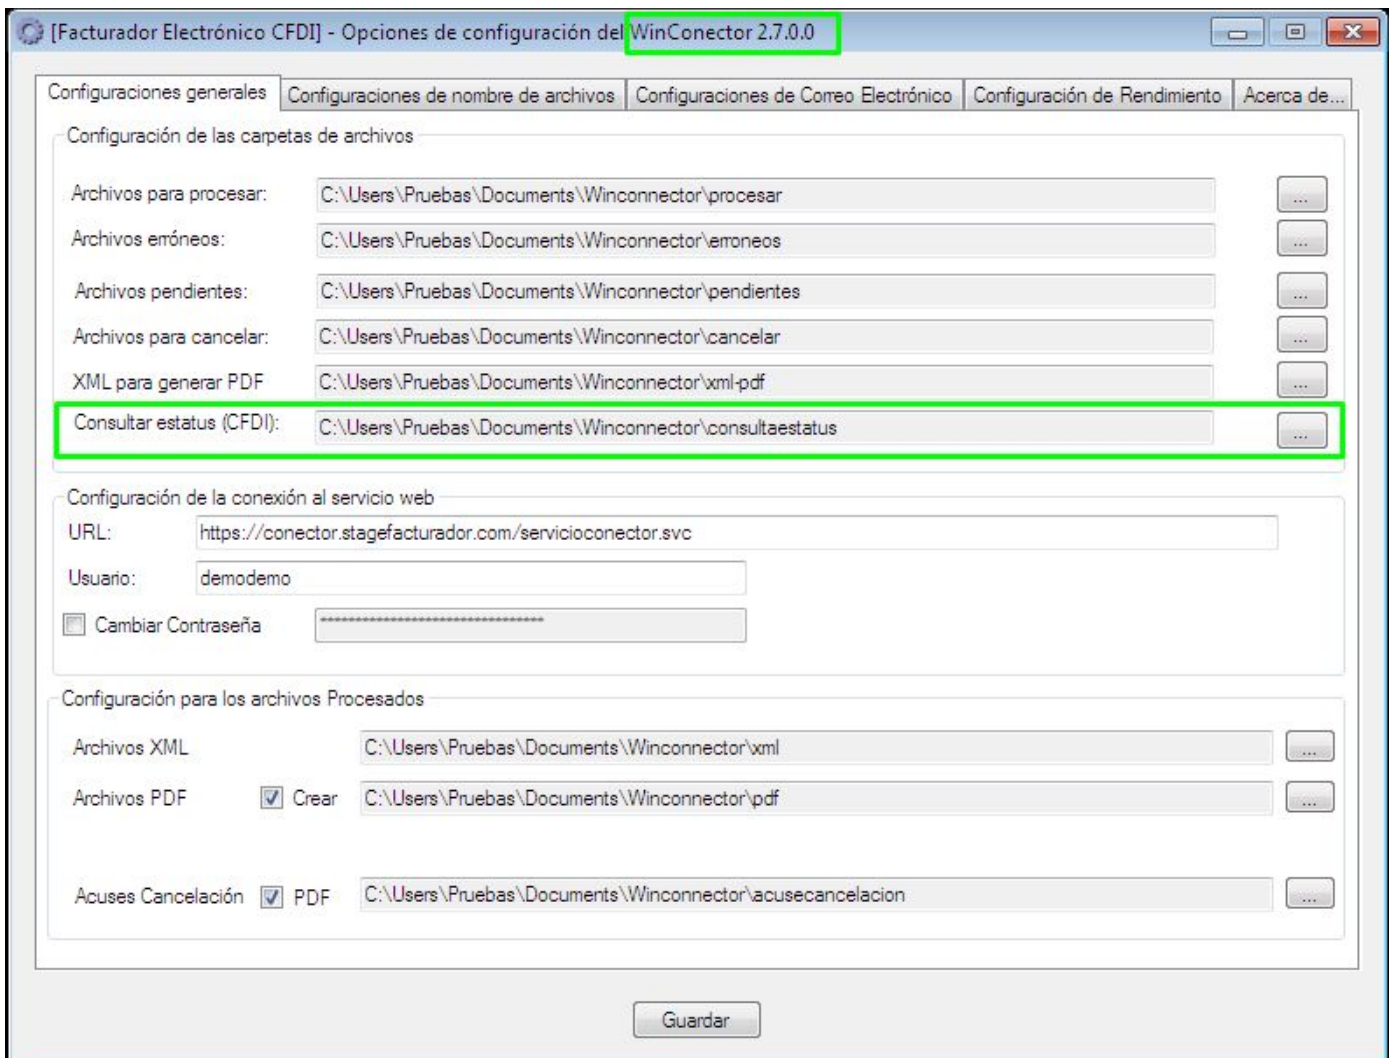 [Facturador Electrónico CFDI] - Opciones de configuración del WinConector 2.7.0.0
Configuraciones generales Configuraciones de nombre de archivos Configuraciones de Correo Electrónico Configuración de Rendimiento Acerca de...
Configuración de las carpetas de archivos
Archivos para procesar: C:\Users\Pruebas\Documents\Winconnector\procesar ...
Archivos erróneos: C:\Users\Pruebas\Documents\Winconnector\erroneos ...
Archivos pendientes: C:\Users\Pruebas\Documents\Winconnector\pendientes ...
Archivos para cancelar: C:\Users\Pruebas\Documents\Winconnector\cancelar ...
XML para generar PDF C:\Users\Pruebas\Documents\Winconnector\xml-pdf ...
Consultar estatus (CFDI): C:\Users\Pruebas\Documents\Winconnector\consultaestatus ...
Configuración de la conexión al servicio web
URL: https://conector.stagefacturador.com/servicioconector.svc
Usuario: demodemo
Cambiar Contraseña ********************************
Configuración para los archivos Procesados
Archivos XML C:\Users\Pruebas\Documents\Winconnector\xml ...
Archivos PDF Crear C:\Users\Pruebas\Documents\Winconnector\pdf ...
Acuses Cancelación PDF C:\Users\Pruebas\Documents\Winconnector\acusecancelacion ...
Guardar